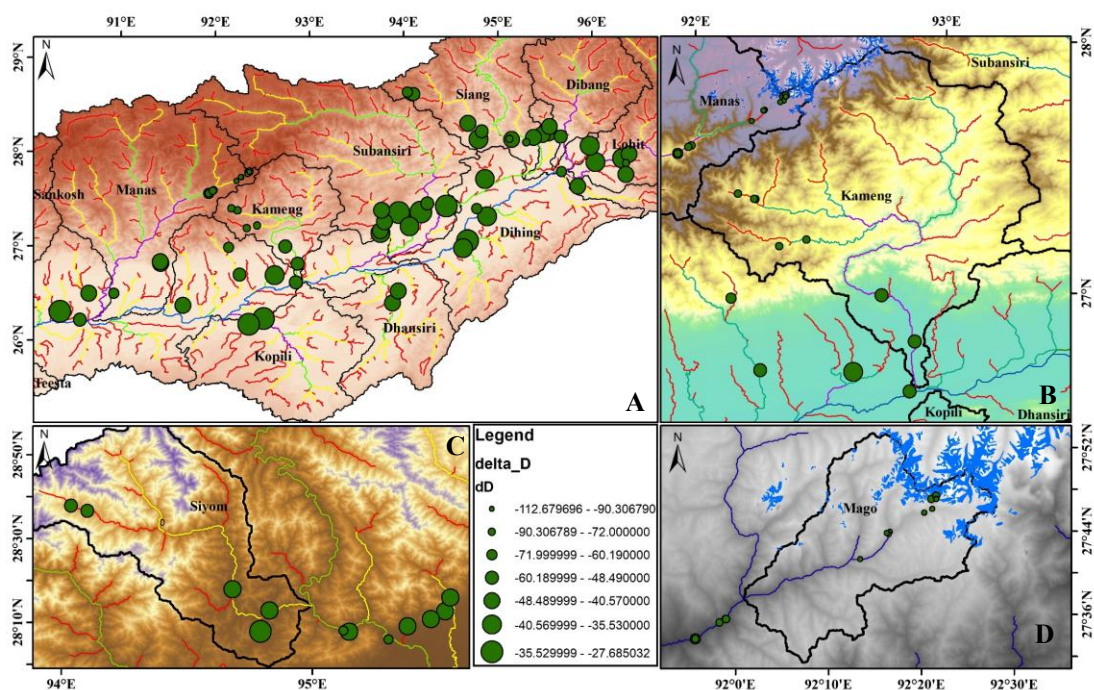 91°E 92°E 93°E 94°E 95°E 96°E
29°N
28°N
27°N
26°N
N
Siang
Dibang
Lohit
Subansiri
Sankosh
Manas
Kameng
Dihing
Dhansiri
Kopili
Teesta
A
92°E 93°E
28°N
27°N
N
Subansiri
Manas
Kameng
B
Kopili
Dhansiri
28°50'N
28°30'N
28°10'N
94°E 95°E
N
C
Siyom
0
Legend
delta_D
dD
-112.679696 - -90.306790
-90.306789 - -72.000000
-71.999999 - -60.190000
-60.189999 - -48.490000
-48.489999 - -40.570000
-40.569999 - -35.530000
-35.529999 - -27.685032
N
Mago
D
27°52'N
27°44'N
27°36'N
92°0'E 92°10'E 92°20'E 92°30'E